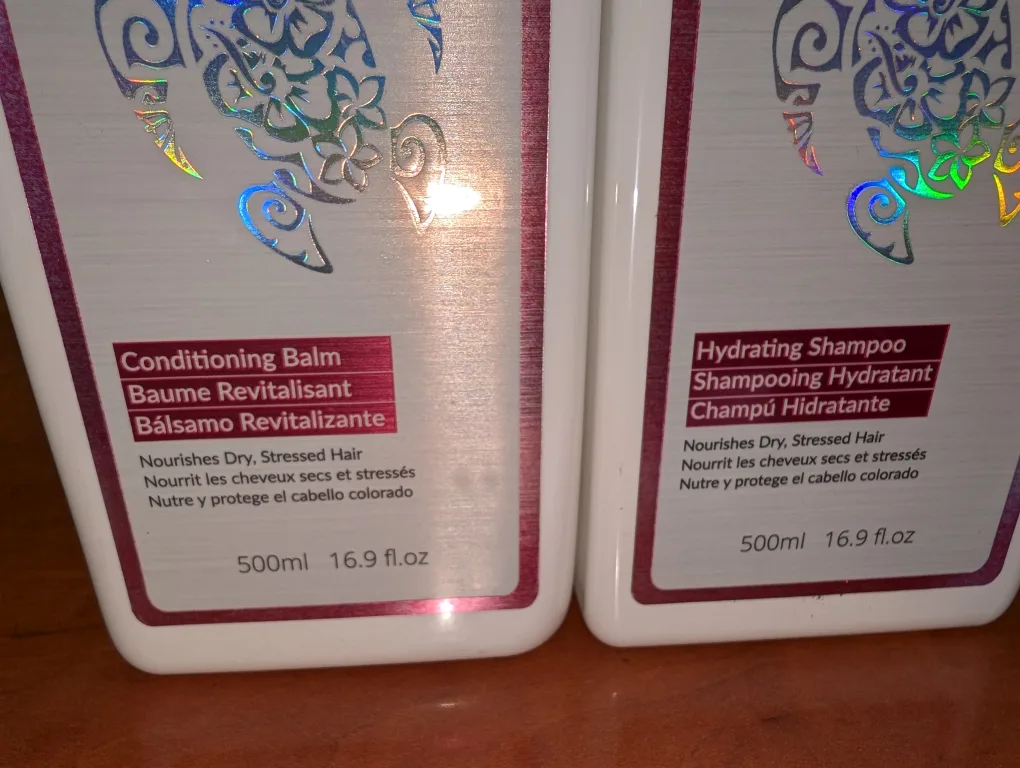 Conditioning Balm
Baume Revitalisant
Bálsamo Revitalizante
Nourishes Dry, Stressed Hair
Nourrit les cheveux secs et stressés
Nutre y protege el cabello colorado
500ml 16.9 fl.oz
Hydrating Shampoo
Shampooing Hydratant
Champú Hidratante
Nourishes Dry, Stressed Hair
Nourrit les cheveux secs et stressés
Nutre y protege el cabello colorado
500ml 16.9 fl.oz